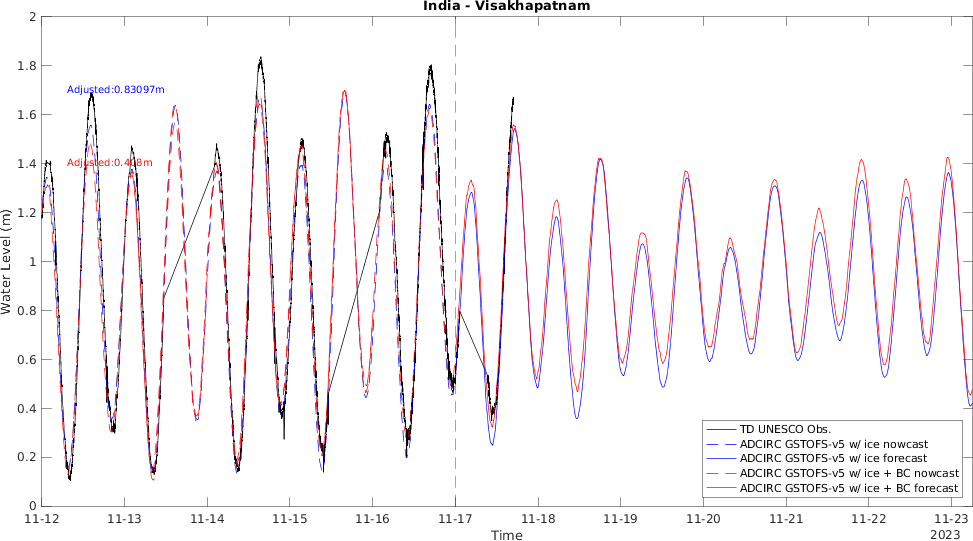 India - Visakhapatnam
Water Level (m)
2
1.8
1.6
1.4
1.2
1
0.8
0.6
0.4
0.2
0
Adjusted:0.83097m
Adjusted:0.408m
TD UNESCO Obs.
ADCIRC GSTOFS-v5 w/ ice nowcast
ADCIRC GSTOFS-v5 w/ ice forecast
ADCIRC GSTOFS-v5 w/ ice + BC nowcast
ADCIRC GSTOFS-v5 w/ ice + BC forecast
11-12 11-13 11-14 11-15 11-16 11-17 11-18 11-19 11-20 11-21 11-22 11-23
2023
Time